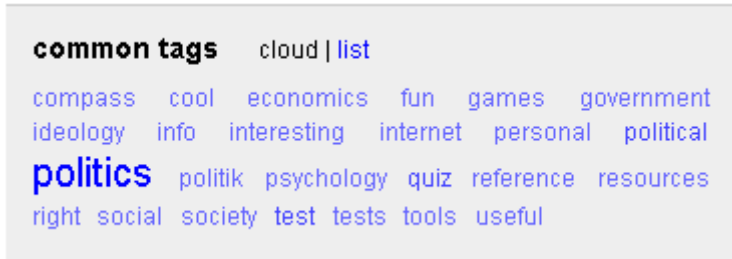 common tags cloud | list
compass cool economics fun games government
ideology info interesting internet personal political
politics politik psychology quiz reference resources
right social society test tests tools useful